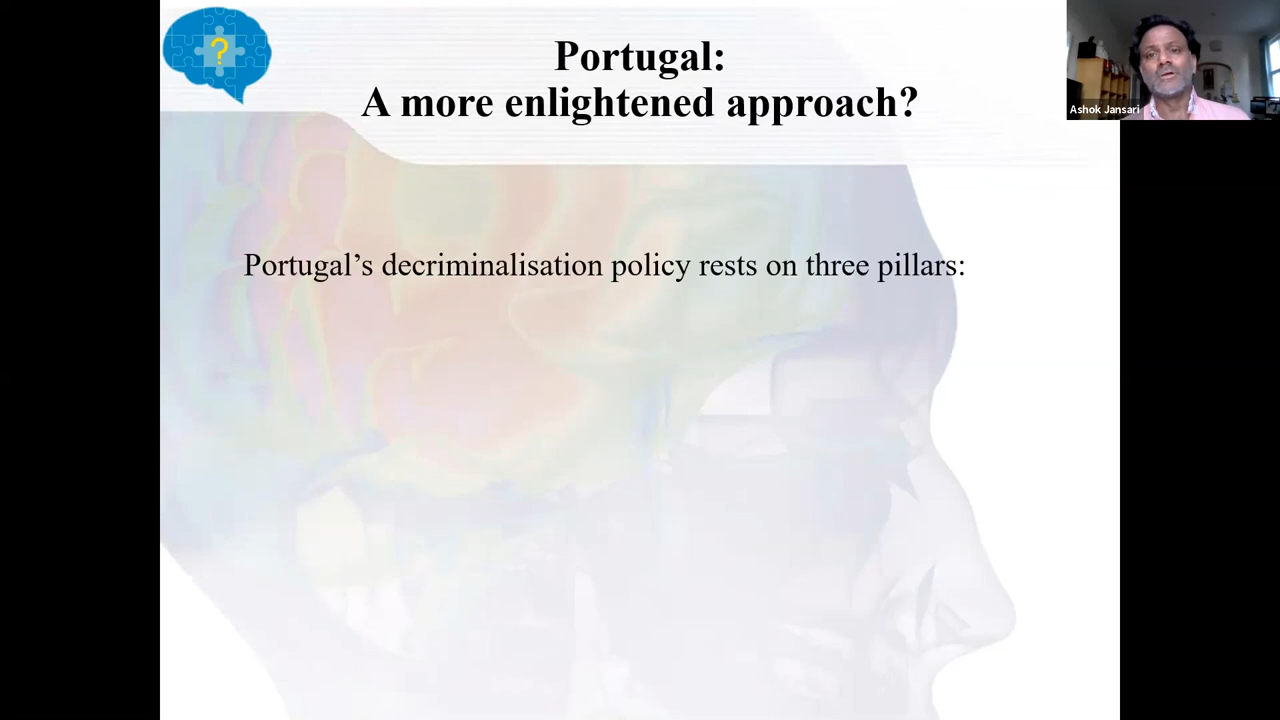 ?
Portugal:
A more enlightened approach?
Ashok Jansari
Portugal’s decriminalisation policy rests on three pillars: